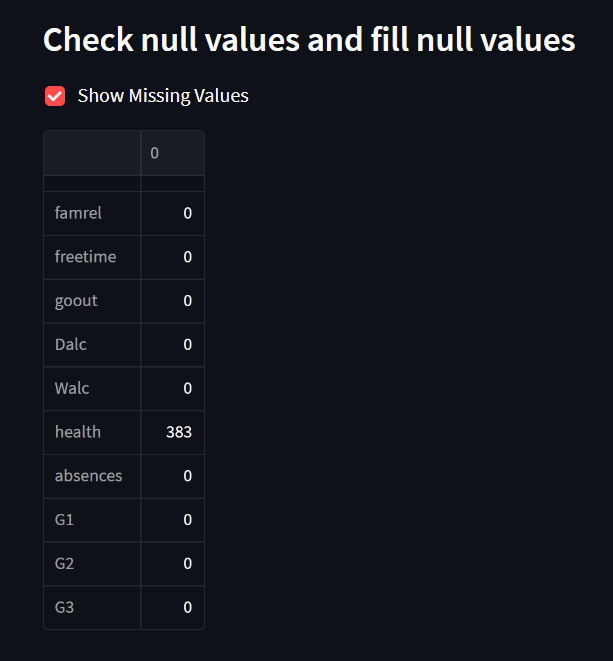 Check null values and fill null values
Show Missing Values
0
famrel 0
freetime 0
goout 0
Dalc 0
Walc 0
health 383
absences 0
G1 0
G2 0
G3 0